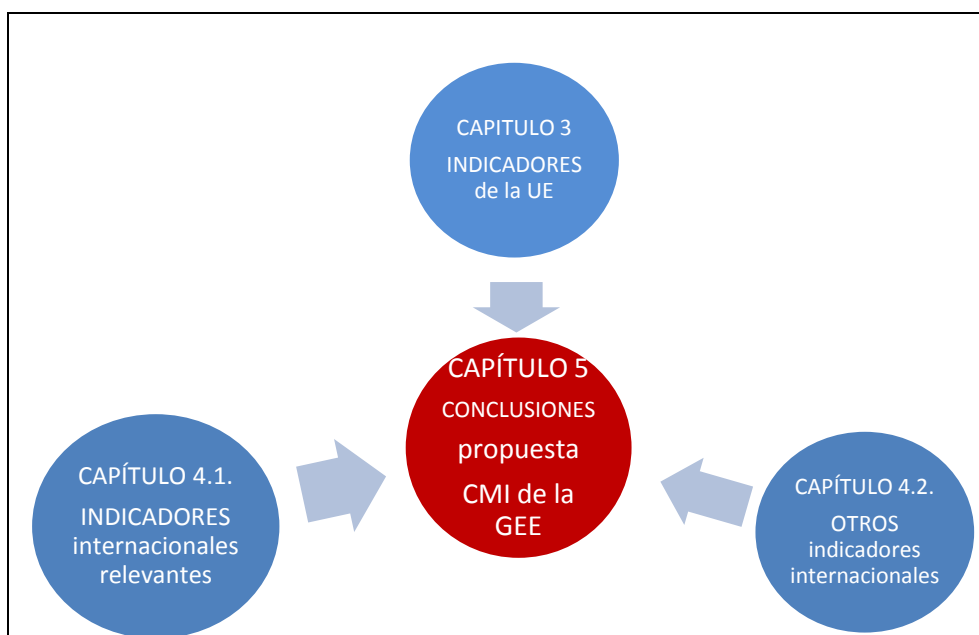 CAPITULO 3
INDICADORES
de la UE
CAPÍTULO 5
CONCLUSIONES
propuesta
CMI de la
GEE
CAPÍTULO 4.1.
INDICADORES
internacionales
relevantes
CAPÍTULO 4.2.
OTROS
indicadores
internacionales